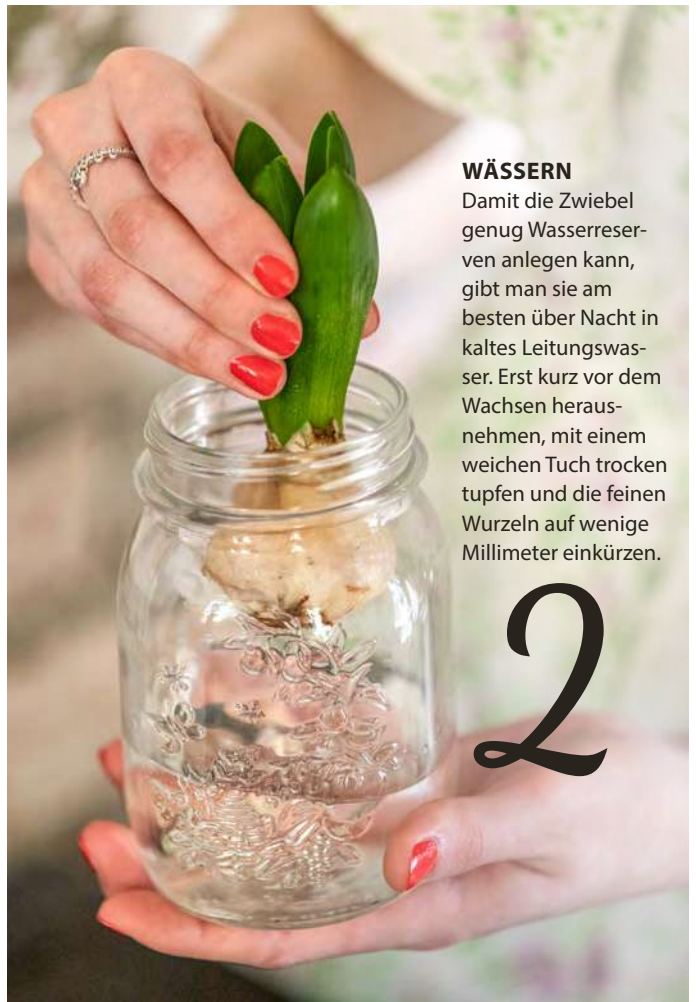 WÄSSERN
Damit die Zwiebel
genug Wasserreser-
ven anlegen kann,
gibt man sie am
besten über Nacht in
kaltes Leitungswas-
ser. Erst kurz vor dem
Wachsen heraus-
nehmen, mit einem
weichen Tuch trocken
tupfen und die feinen
Wurzeln auf wenige
Millimeter einkürzen.
2